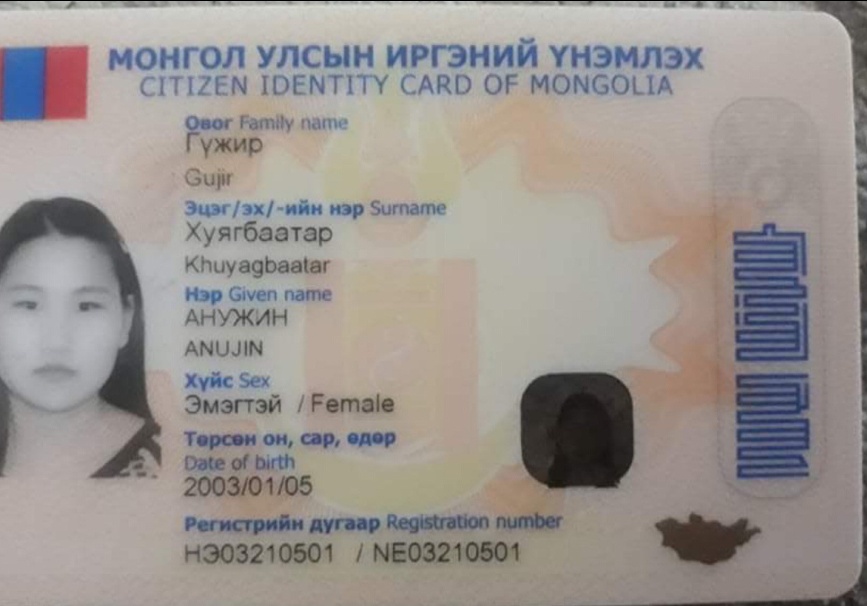 МОНГОЛ УЛСЫН ИРГЭНИЙ ҮНЭМЛЭХ
CITIZEN IDENTITY CARD OF MONGOLIA
Овог Family name
Гүжир
Gujir
Эцэг/эх/-ийн нэр Surname
Хуягбаатар
Khuyagbaatar
Нэр Given name
АНУЖИН
ANUJIN
Хүйс Sex
Эмэгтэй / Female
Төрсөн он, сар, өдөр
Date of birth
2003/01/05
Регистрийн дугаар Registration number
НЭ03210501 / NE03210501